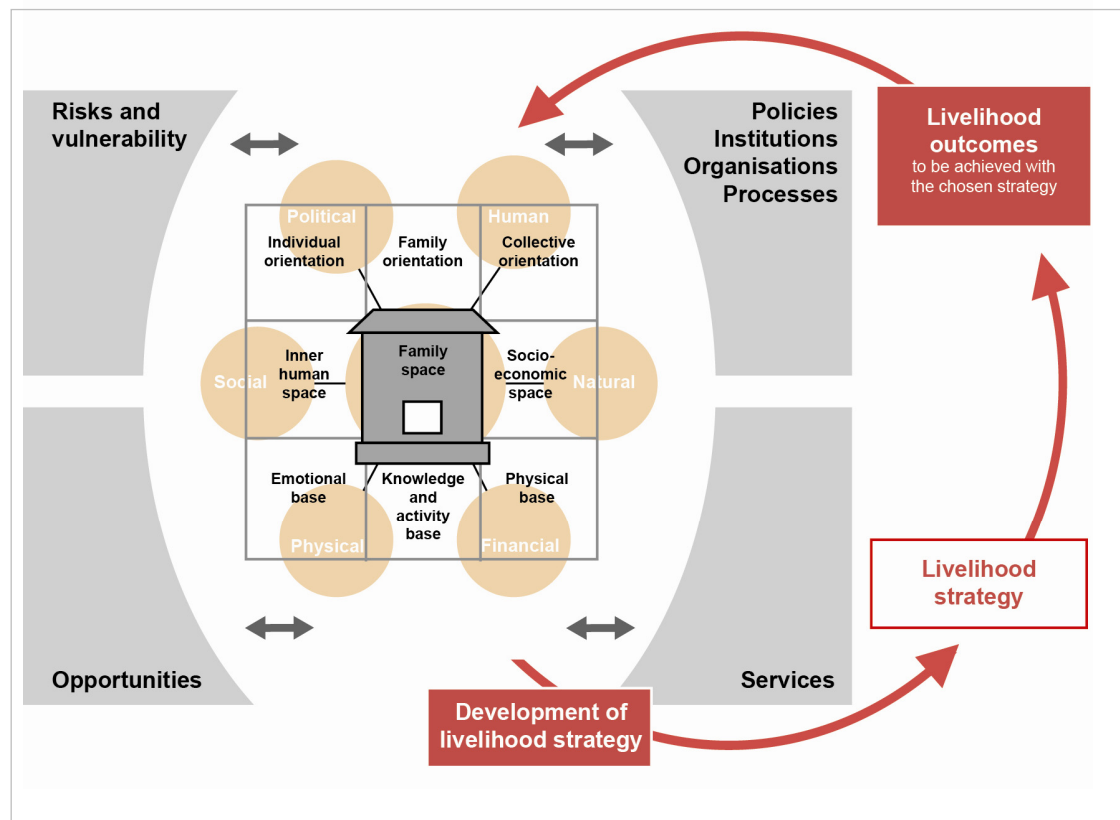 Risks and
vulnerability
Policies
Institutions
Organisations
Processes
Livelihood
outcomes
to be achieved with
the chosen strategy
Political
Human
Individual
orientation
Family
orientation
Collective
orientation
Social
Inner
human
space
Family
space
Socio-
economic
space
Natural
Emotional
base
Knowledge
and
activity
base
Physical
base
Physical
Financial
Livelihood
strategy
Opportunities
Services
Development of
livelihood strategy